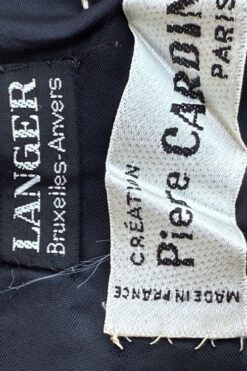 LANGER
Bruxelles-Anvers
CRÉATION
Pierre CARDIN
PARIS
MADE IN FRANCE